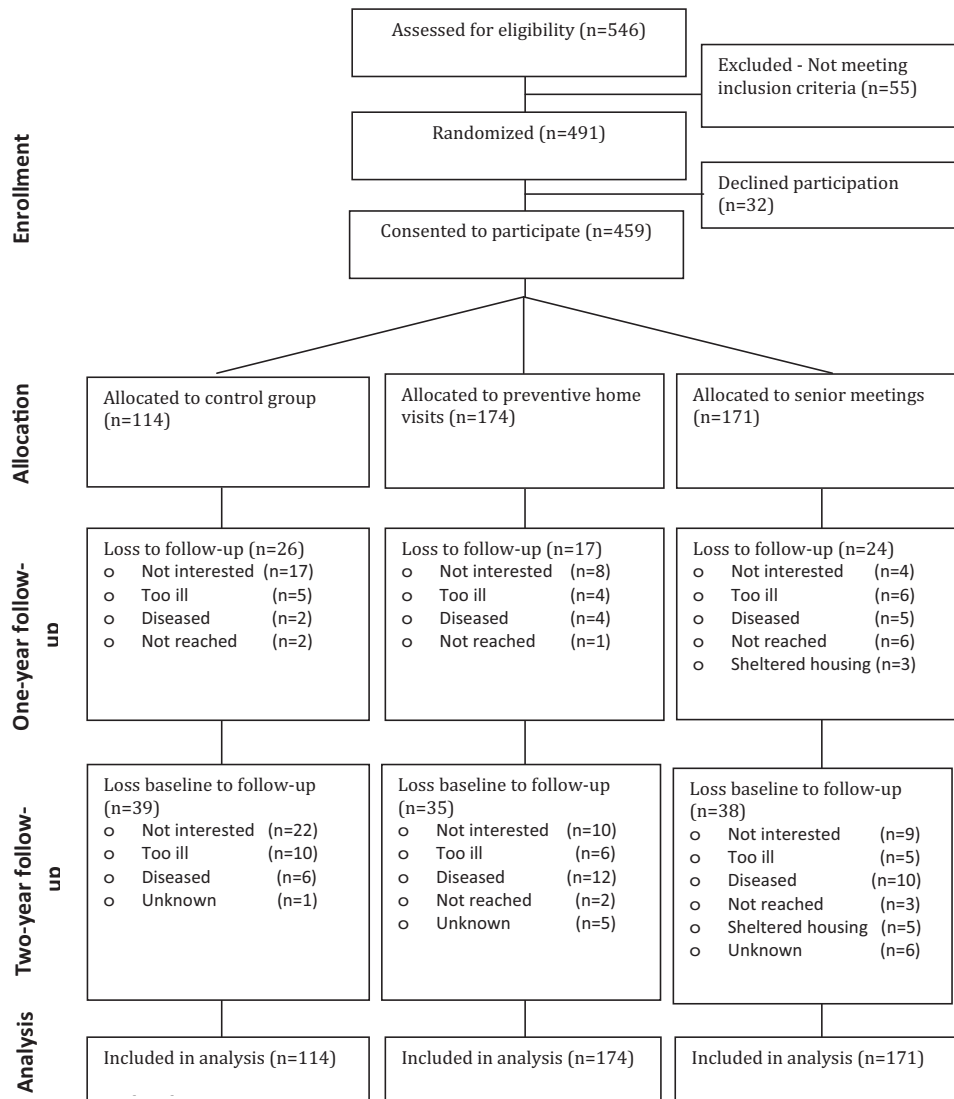 Assessed for eligibility (n=546)
Excluded - Not meeting
inclusion criteria (n=55)
Randomized (n=491)
Declined participation
(n=32)
Consented to participate (n=459)
Enrollment
Allocation
Allocated to control group
(n=114)
Allocated to preventive home
visits (n=174)
Allocated to senior meetings
(n=171)
One-year follow-
up
Loss to follow-up (n=26)
o Not interested (n=17)
o Too ill (n=5)
o Diseased (n=2)
o Not reached (n=2)
Loss to follow-up (n=17)
o Not interested (n=8)
o Too ill (n=4)
o Diseased (n=4)
o Not reached (n=1)
Loss to follow-up (n=24)
o Not interested (n=4)
o Too ill (n=6)
o Diseased (n=5)
o Not reached (n=6)
o Sheltered housing (n=3)
Two-year follow-
up
Loss baseline to follow-up
(n=39)
o Not interested (n=22)
o Too ill (n=10)
o Diseased (n=6)
o Unknown (n=1)
Loss baseline to follow-up
(n=35)
o Not interested (n=10)
o Too ill (n=6)
o Diseased (n=12)
o Not reached (n=2)
o Unknown (n=5)
Loss baseline to follow-up
(n=38)
o Not interested (n=9)
o Too ill (n=5)
o Diseased (n=10)
o Not reached (n=3)
o Sheltered housing (n=5)
o Unknown (n=6)
Analysis
Included in analysis (n=114)
Included in analysis (n=174)
Included in analysis (n=171)